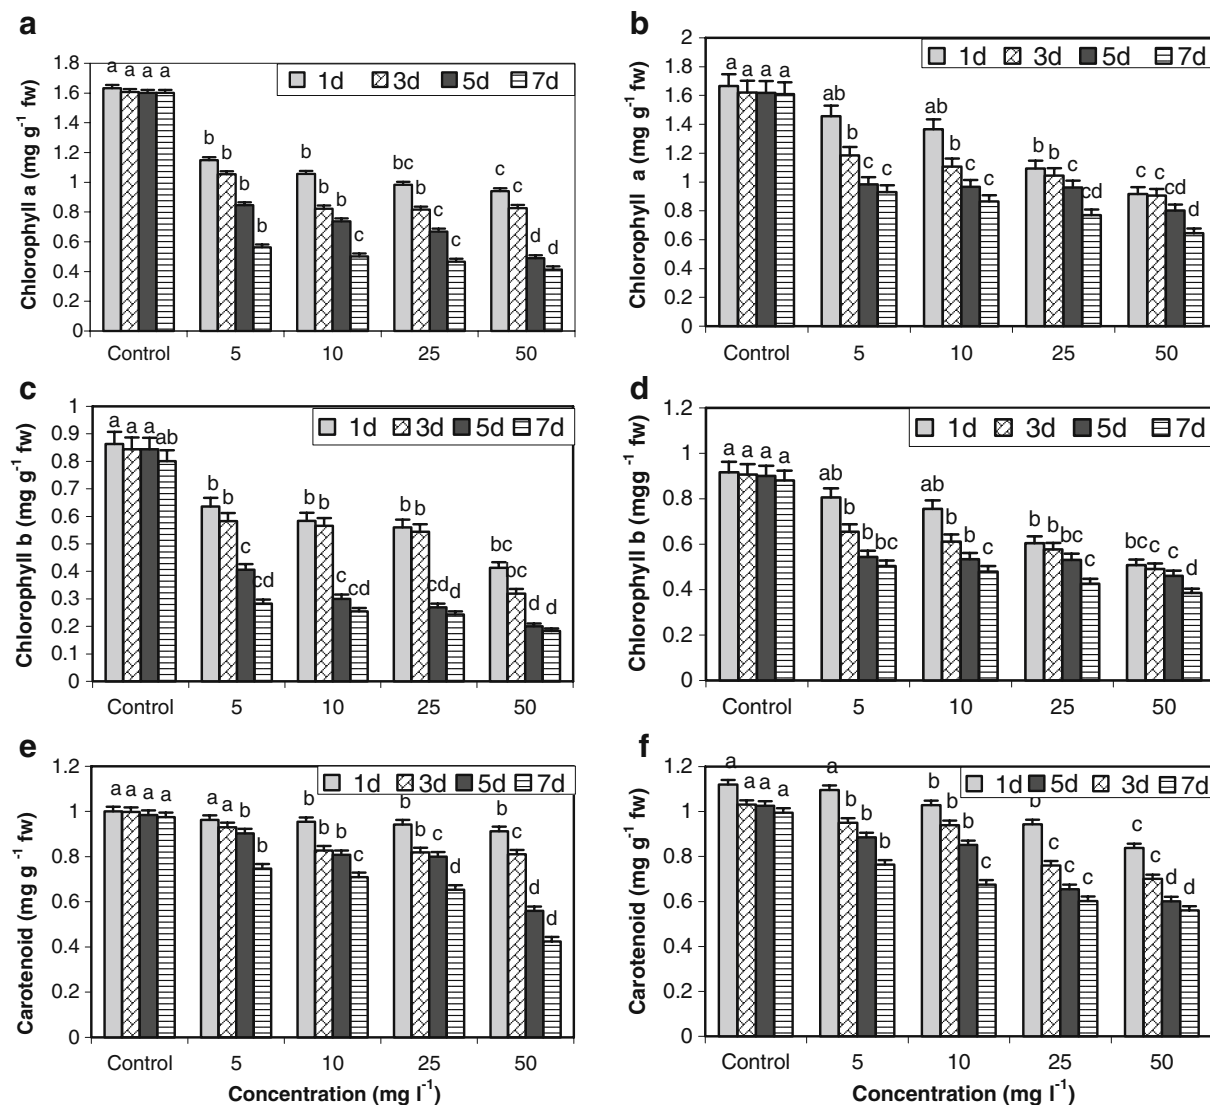 a
1d 3d 5d 7d
Chlorophyll a (mg g-1 fw)
1.8
1.6
1.4
1.2
1
0.8
0.6
0.4
0.2
0
a a a a
b b b b
b b b c
bc b c c
c c d d
Control 5 10 25 50
b
1d 3d 5d 7d
Chlorophyll a (mg g-1 fw)
2
1.8
1.6
1.4
1.2
1
0.8
0.6
0.4
0.2
0
a a a a
ab b c c
ab b c c
b b c cd
c c cd d
Control 5 10 25 50
c
1d 3d 5d 7d
Chlorophyll b (mg g-1 fw)
1
0.9
0.8
0.7
0.6
0.5
0.4
0.3
0.2
0.1
0
a a a ab
b b c cd
b b c cd
b b cd d
bc bc d d
Control 5 10 25 50
d
1d 3d 5d 7d
Chlorophyll b (mgg-1 fw)
1.2
1
0.8
0.6
0.4
0.2
0
a a a a
ab b b bc
ab b b c
b b bc d
bc c c d
Control 5 10 25 50
e
1d 3d 5d 7d
Carotenoid (mg g -1 fw)
1.2
1
0.8
0.6
0.4
0.2
0
a a a a
a a b b
b b b c
b b c d
b c d d
Control 5 10 25 50
Concentration (mg l-1)
f
1d 5d 3d 7d
Carotenoid (mg g-1 fw)
1.2
1
0.8
0.6
0.4
0.2
0
a a a a
a b b b
b b b c
b c c c
c c d d
Control 5 10 25 50
Concentration (mg l-1)